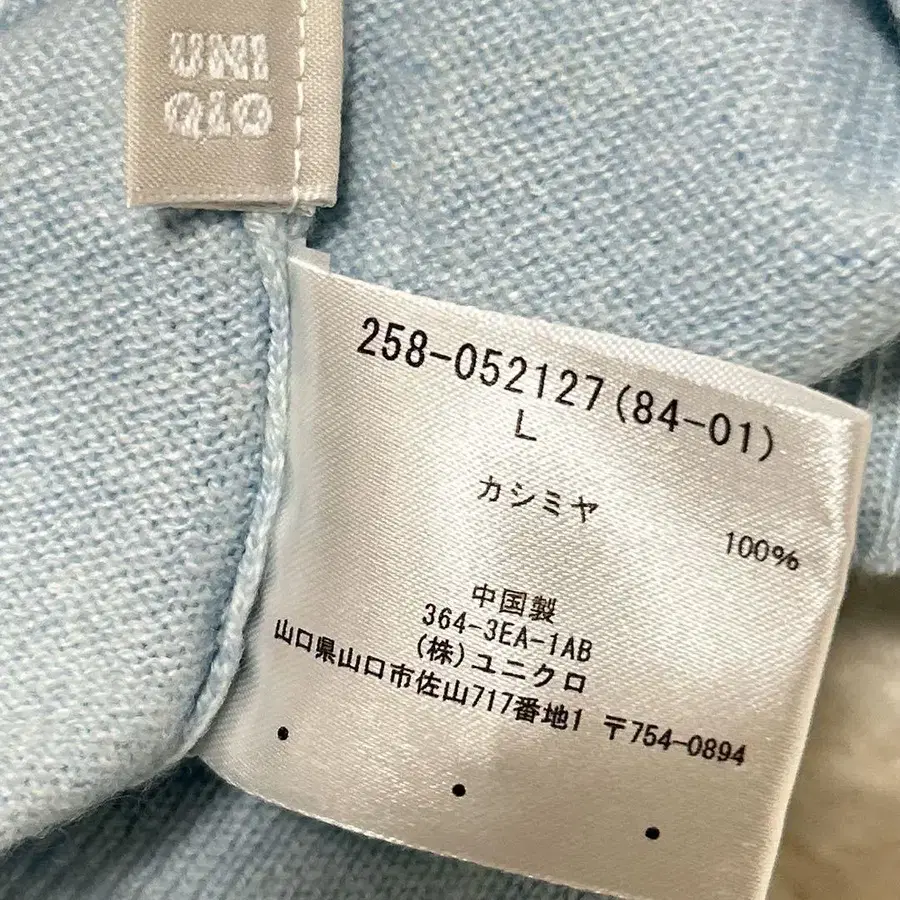 UNI
QLO
258-052127(84-01)
L
カシミヤ
100%
中国製
364-3EA-1AB
(株)ユニクロ
山口県山口市佐山717番地1 〒754-0894